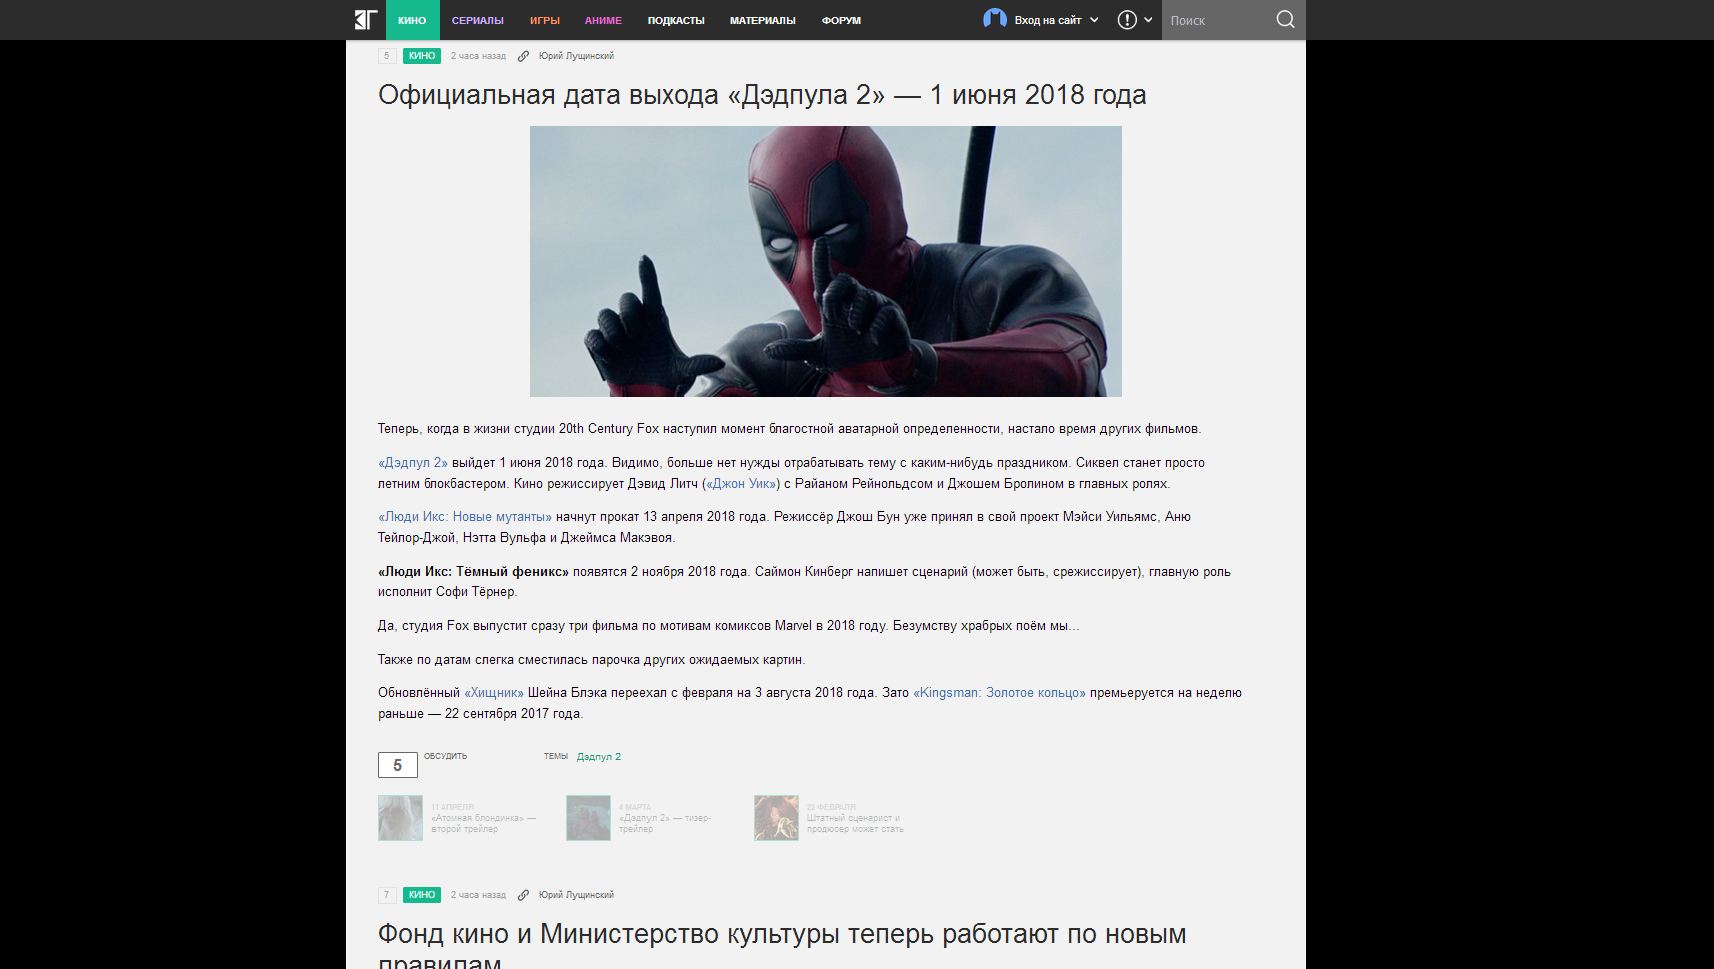 КГ КИНО СЕРИАЛЫ ИГРЫ АНИМЕ ПОДКАСТЫ МАТЕРИАЛЫ ФОРУМ Вход на сайт Поиск
5 КИНО 2 часа назад Юрий Лущинский
Официальная дата выхода «Дэдпула 2» — 1 июня 2018 года
Теперь, когда в жизни студии 20th Century Fox наступил момент благостной аватарной определенности, настало время других фильмов.
«Дэдпул 2» выйдет 1 июня 2018 года. Видимо, больше нет нужды отрабатывать тему с каким-нибудь праздником. Сиквел станет просто
летним блокбастером. Кино режиссирует Дэвид Литч («Джон Уик») с Райаном Рейнольдсом и Джошем Бролином в главных ролях.
«Люди Икс: Новые мутанты» начнут прокат 13 апреля 2018 года. Режиссёр Джош Бун уже принял в свой проект Мэйси Уильямс, Аню
Тейлор-Джой, Нэтта Вульфа и Джеймса Макэвоя.
«Люди Икс: Тёмный феникс» появятся 2 ноября 2018 года. Саймон Кинберг напишет сценарий (может быть, срежиссирует), главную роль
исполнит Софи Тёрнер.
Да, студия Fox выпустит сразу три фильма по мотивам комиксов Marvel в 2018 году. Безумству храбрых поём мы...
Также по датам слегка сместилась парочка других ожидаемых картин.
Обновлённый «Хищник» Шейна Блэка переехал с февраля на 3 августа 2018 года. Зато «Kingsman: Золотое кольцо» премьеруется на неделю
раньше — 22 сентября 2017 года.
5 ОБСУДИТЬ ТЕМЫ Дэдпул 2
11 АПРЕЛЯ 4 МАРТА 22 ФЕВРАЛЯ
«Атомная блондинка» — «Дэдпул 2» — тизер- Штатный сценарист и
второй трейлер трейлер продюсер может стать
7 КИНО 2 часа назад Юрий Лущинский
Фонд кино и Министерство культуры теперь работают по новым
правилам